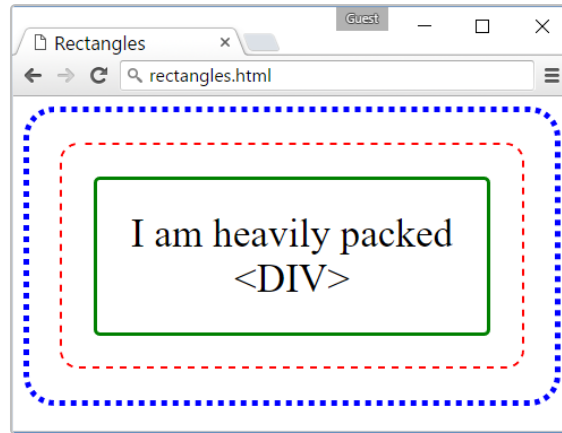 Guest
Rectangles
rectangles.html
I am heavily packed
<DIV>